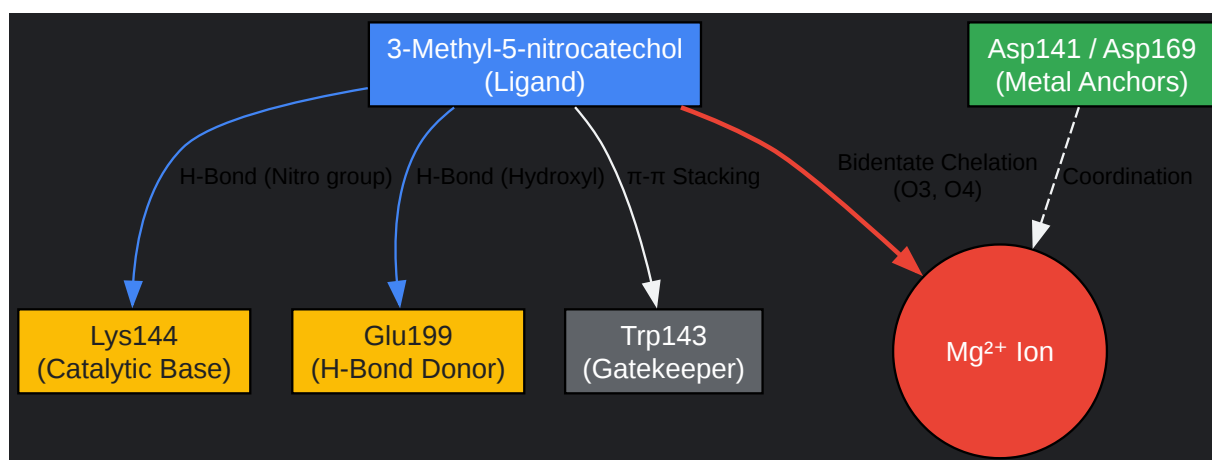 3-Methyl-5-nitrocatechol
(Ligand)
Asp141 / Asp169
(Metal Anchors)
H-Bond (Nitro group)
H-Bond (Hydroxyl)
π-π Stacking
Bidentate Chelation
(O3, O4)
Coordination
Lys144
(Catalytic Base)
Glu199
(H-Bond Donor)
Trp143
(Gatekeeper)
Mg²⁺ Ion